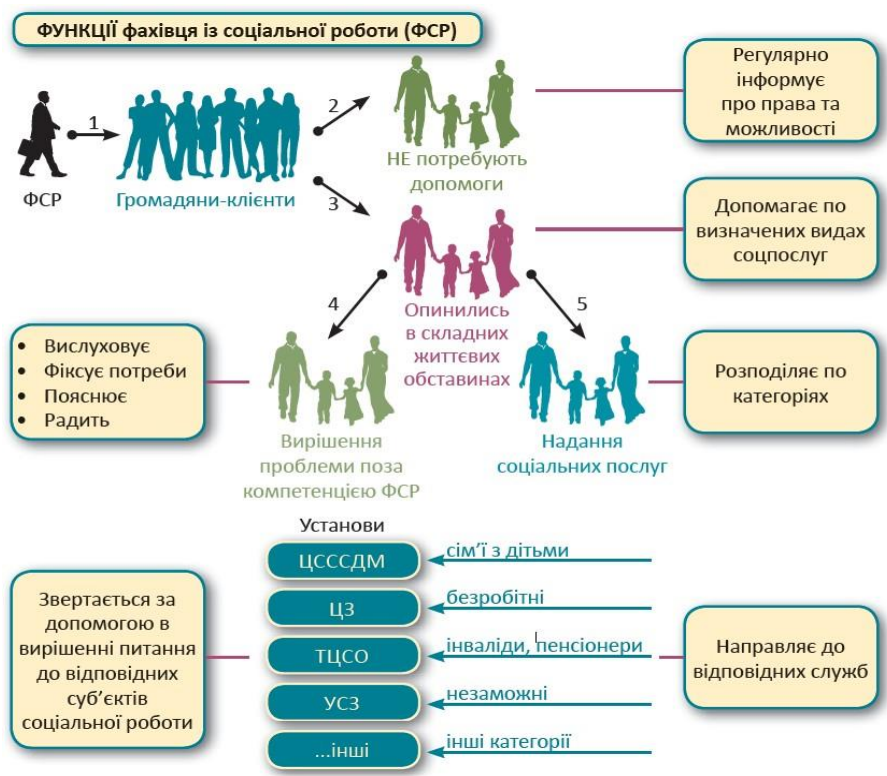 ФУНКЦІЇ фахівця із соціальної роботи (ФСР)
1
ФСР
Громадяни-клієнти
2
НЕ потребують
допомоги
Регулярно
інформує
про права та
можливості
3
Опинились
в складних
життєвих
обставинах
Допомагає по
визначених видах
соцпослуг
4
5
• Вислуховує
• Фіксує потреби
• Пояснює
• Радить
Вирішення
проблеми поза
компетенцією ФСР
Надання
соціальних послуг
Розподіляє по
категоріях
Установи
ЦСССДМ
сім’ї з дітьми
ЦЗ
безробітні
ТЦСО
інваліди, пенсіонери
УСЗ
незаможні
...інші
інші категорії
Звертається за
допомогою в
вирішенні питання
до відповідних
суб’єктів
соціальної роботи
Направляє до
відповідних служб